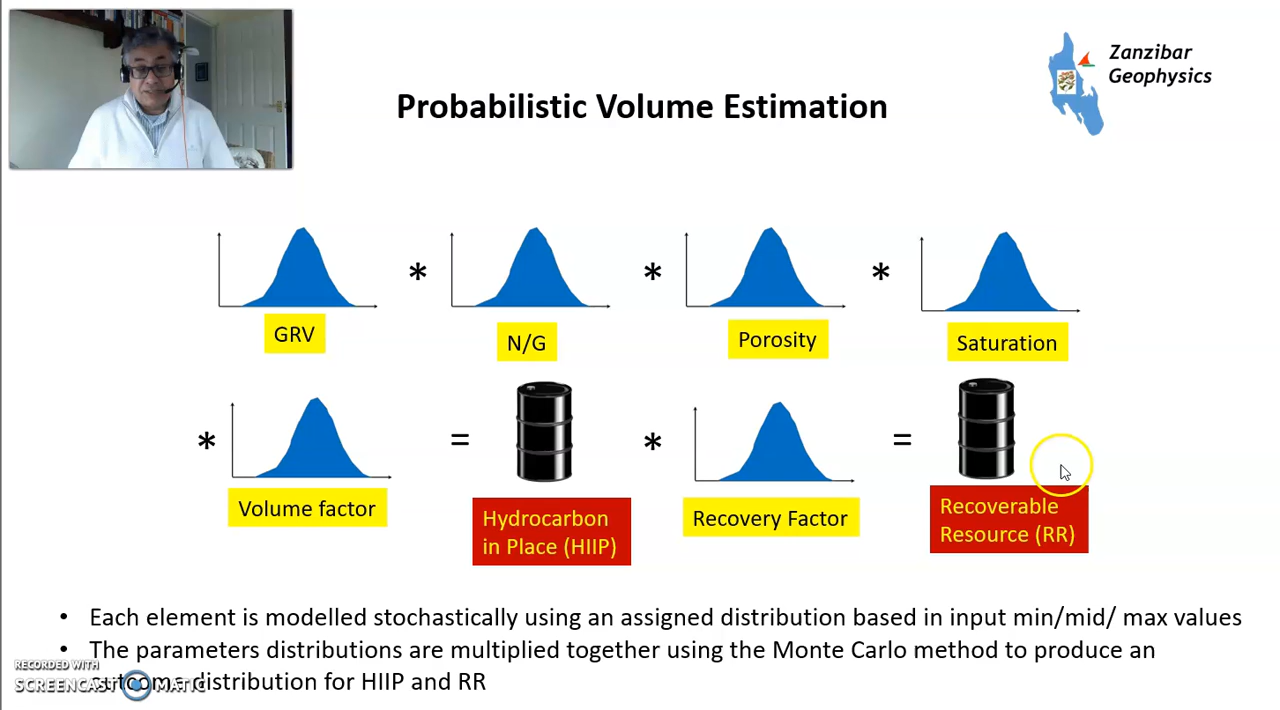 Zanzibar
Geophysics
Probabilistic Volume Estimation
*
*
*
GRV
N/G
Porosity
Saturation
*
=
*
=
Volume factor
Hydrocarbon
in Place (HIIP)
Recovery Factor
Recoverable
Resource (RR)
• Each element is modelled stochastically using an assigned distribution based in input min/mid/ max values
• The parameters distributions are multiplied together using the Monte Carlo method to produce an
outcome distribution for HIIP and RR
RECORDED WITH
SCREENCAST MATIC